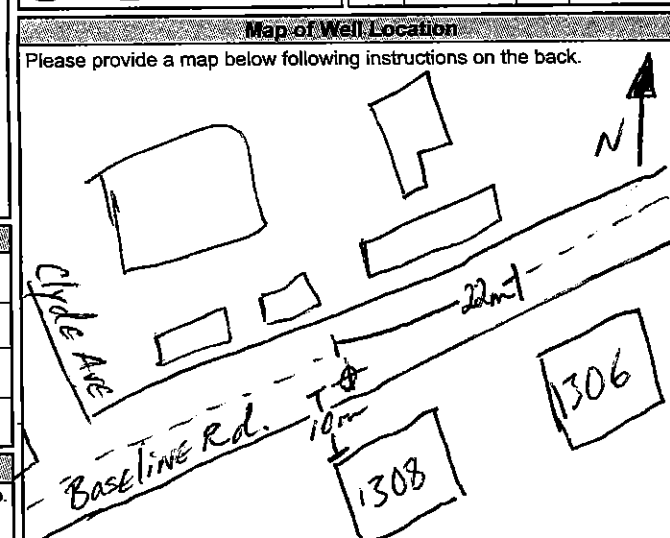 Map of Well Location
Please provide a map below following instructions on the back.
N
Clyde Ave
22m
Baseline Rd.
10m
1306
1308